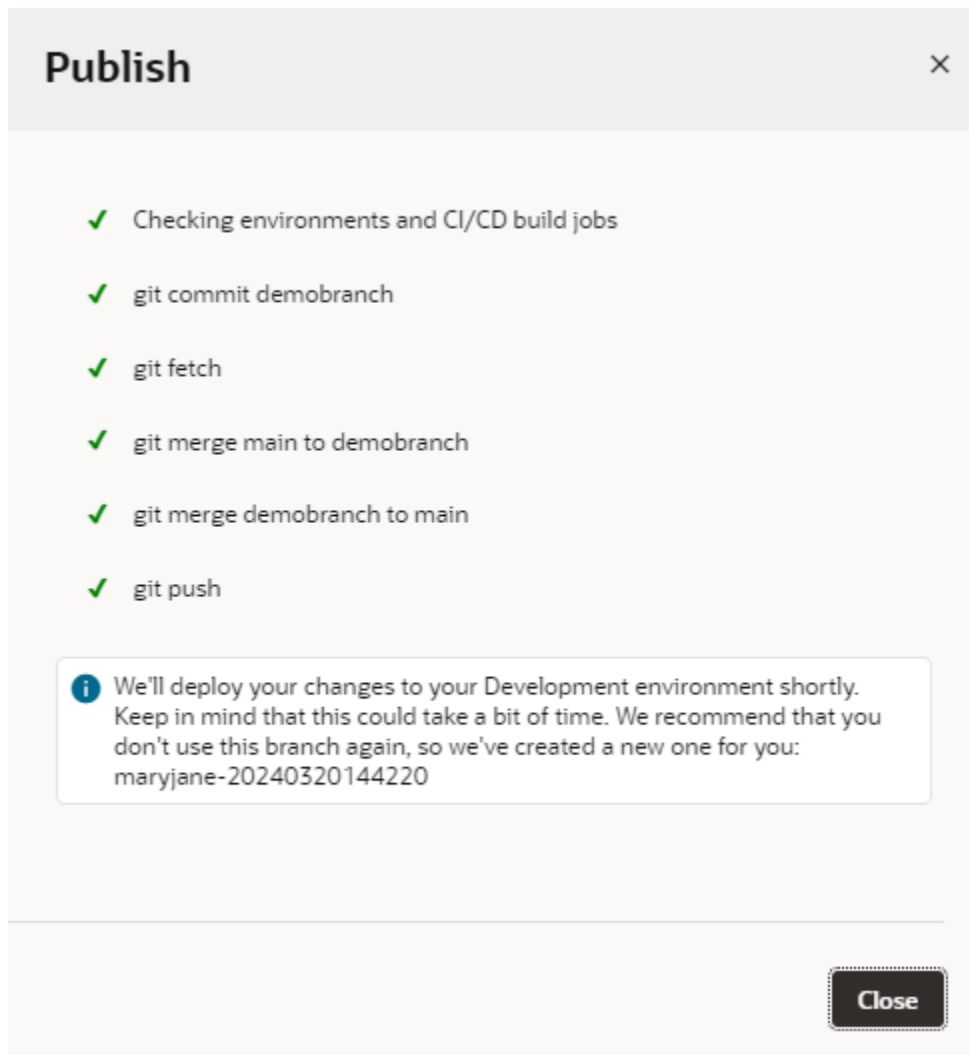 Publish
Checking environments and CI/CD build jobs
git commit demobranch
git fetch
git merge main to demobranch
git merge demobranch to main
git push
We'll deploy your changes to your Development environment shortly.
Keep in mind that this could take a bit of time. We recommend that you
don't use this branch again, so we've created a new one for you:
maryjane-20240320144220
Close